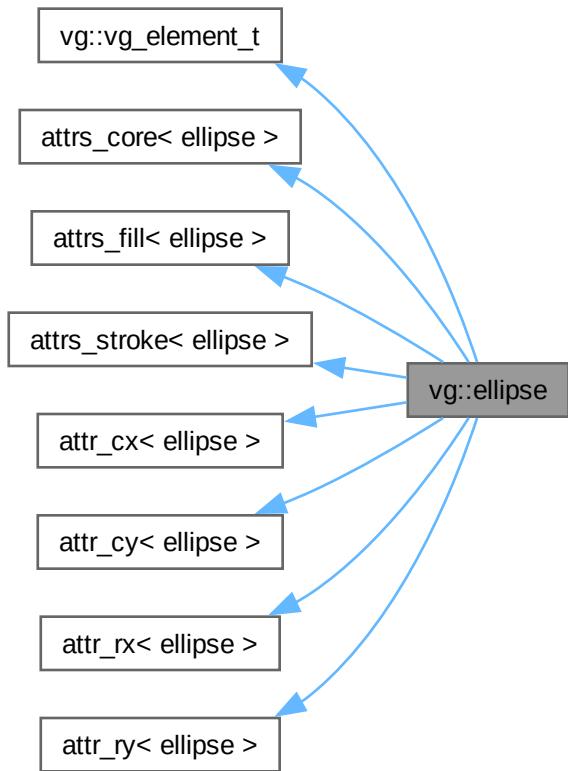 vg::vg_element_t
attrs_core< ellipse >
attrs_fill< ellipse >
attrs_stroke< ellipse >
vg::ellipse
attr_cx< ellipse >
attr_cy< ellipse >
attr_rx< ellipse >
attr_ry< ellipse >